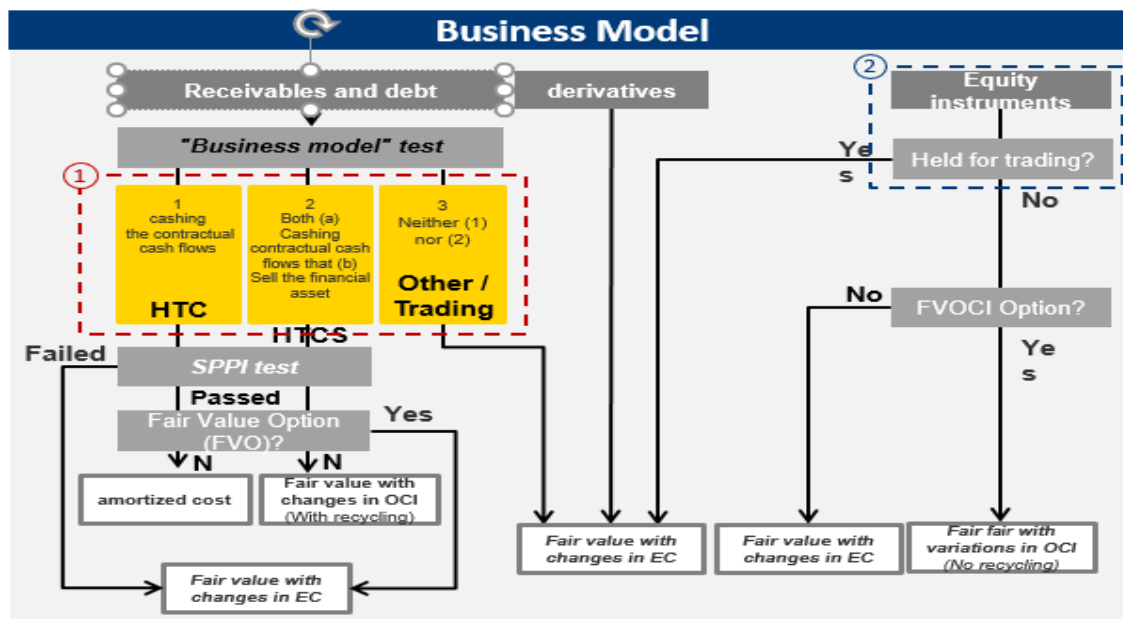 Business Model
Receivables and debt
derivatives
2
Equity
instruments
"Business model" test
Held for trading?
Ye
s
No
1
1
cashing
the contractual
cash flows
HTC
2
Both (a)
Cashing
contractual cash
flows that (b)
Sell the financial
asset
HTCS
3
Neither (1)
nor (2)
Other /
Trading
No
FVOCI Option?
Ye
s
Failed
SPPI test
Passed
Fair Value Option
(FVO)?
Yes
N
N
amortized cost
Fair value with
changes in OCI
(With recycling)
Fair value with
changes in EC
Fair value with
changes in EC
Fair fair with
variations in OCI
(No recycling)
Fair value with
changes in EC